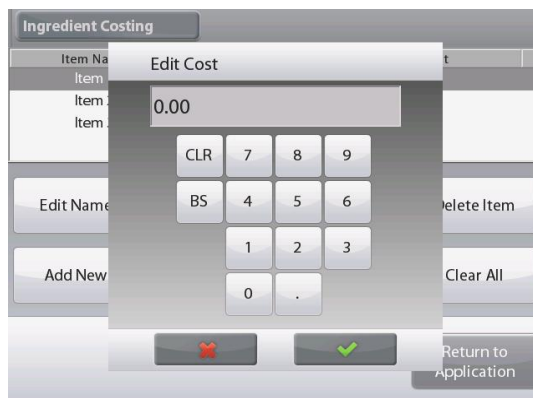 Ingredient Costing
Item Na
t
Item
Item
Item
Edit Cost
0.00
CLR 7 8 9
BS 4 5 6
1 2 3
0 .
Edit Name
Delete Item
Add New
Clear All
Return to
Application